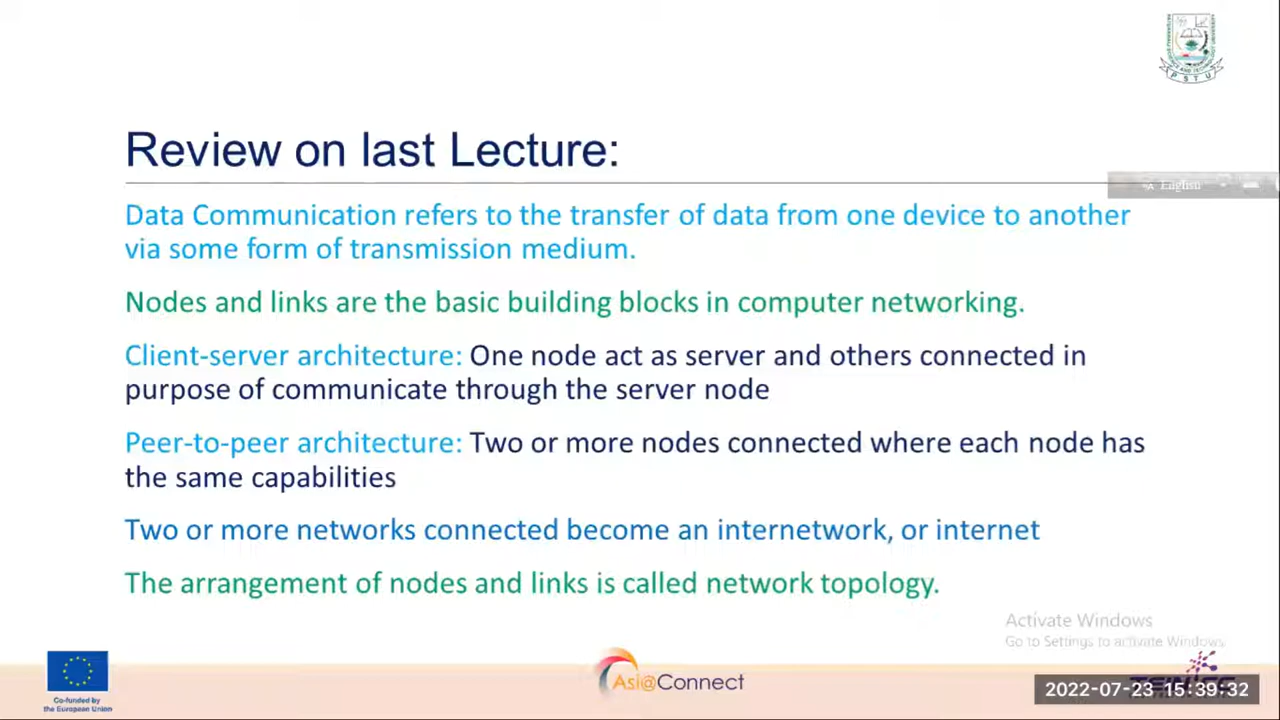 PSTU
Review on last Lecture:
English
Data Communication refers to the transfer of data from one device to another
via some form of transmission medium.
Nodes and links are the basic building blocks in computer networking.
Client-server architecture: One node act as server and others connected in
purpose of communicate through the server node
Peer-to-peer architecture: Two or more nodes connected where each node has
the same capabilities
Two or more networks connected become an internetwork, or internet
The arrangement of nodes and links is called network topology.
Activate Windows
Go to Settings to activate Windows.
Co-funded by
the European Union
Asi@Connect
2022-07-23 15:39:32